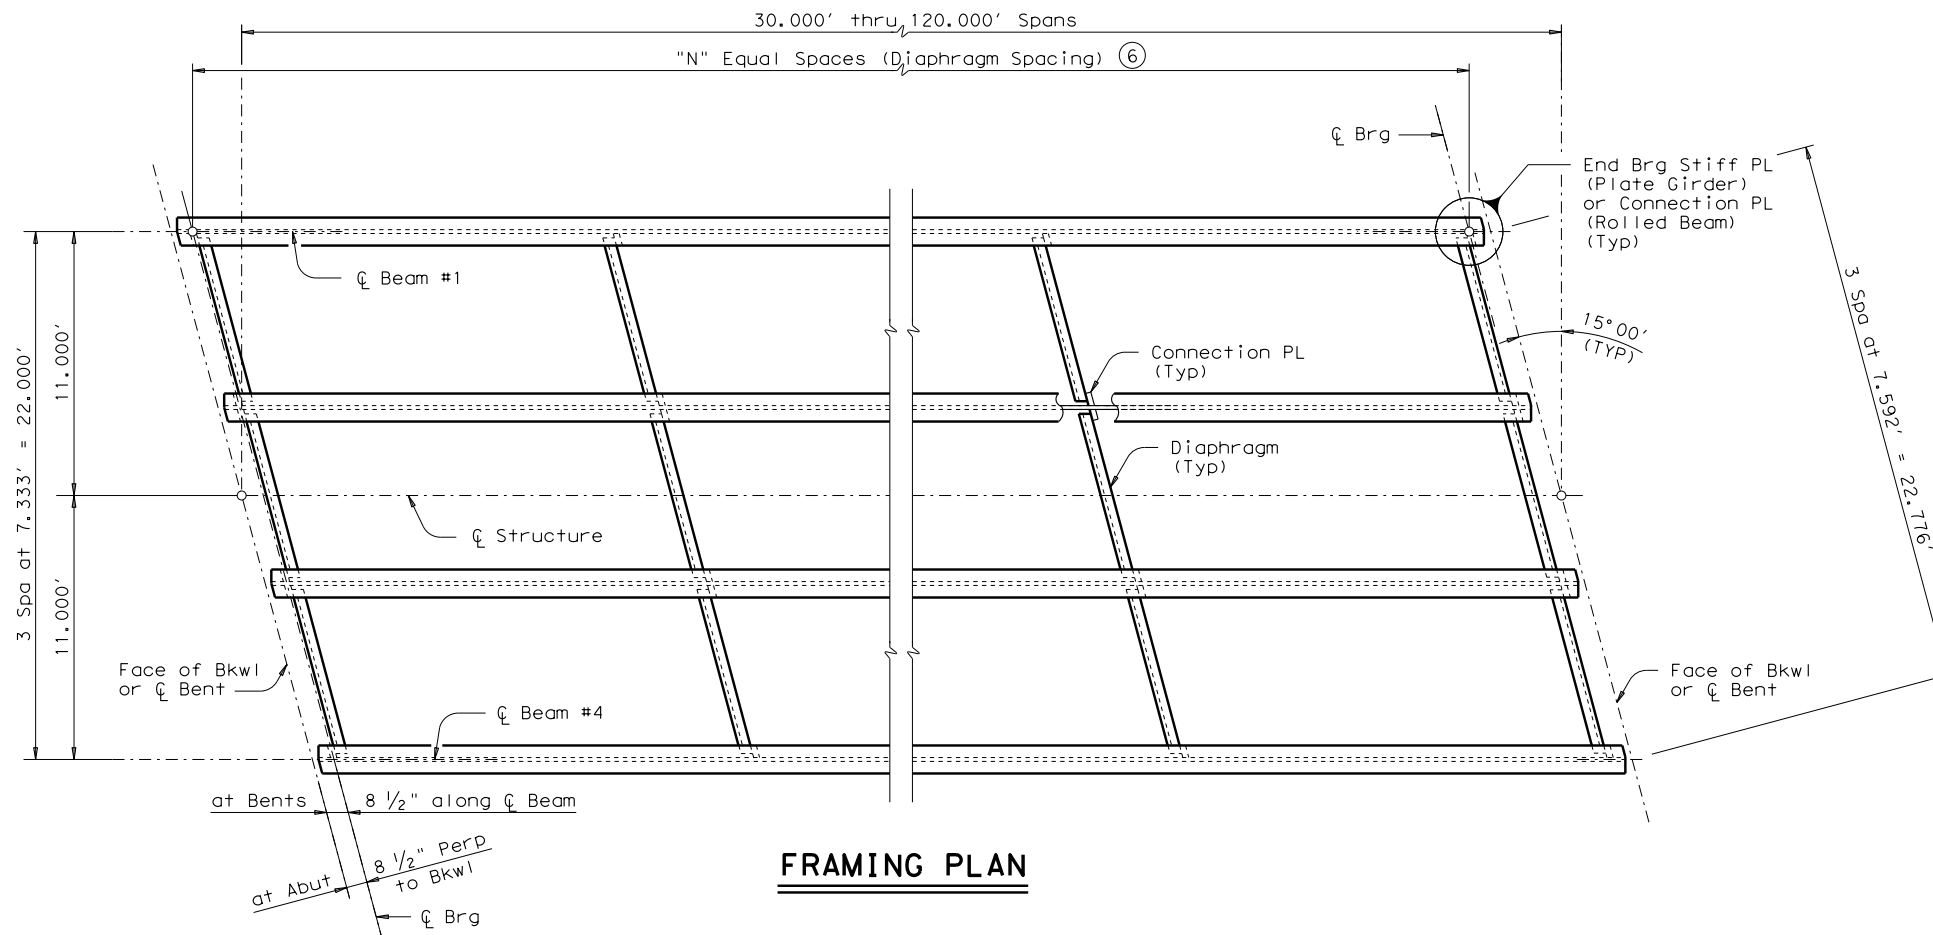 30.000' thru 120.000' Spans
"N" Equal Spaces (Diaphragm Spacing) 6
℄ Brg
End Brg Stiff PL
(Plate Girder)
or Connection PL
(Rolled Beam)
(Typ)
℄ Beam #1
3 Spa at 7.333' = 22.000'
11.000'
11.000'
15°00'
(TYP)
3 Spa at 7.592' = 22.776'
Connection PL
(Typ)
Diaphragm
(Typ)
℄ Structure
Face of Bkwl
or ℄ Bent
Face of Bkwl
or ℄ Bent
℄ Beam #4
at Bents
8 ½" along ℄ Beam
at Abut
8 ½" Perp
to Bkwl
℄ Brg
FRAMING PLAN